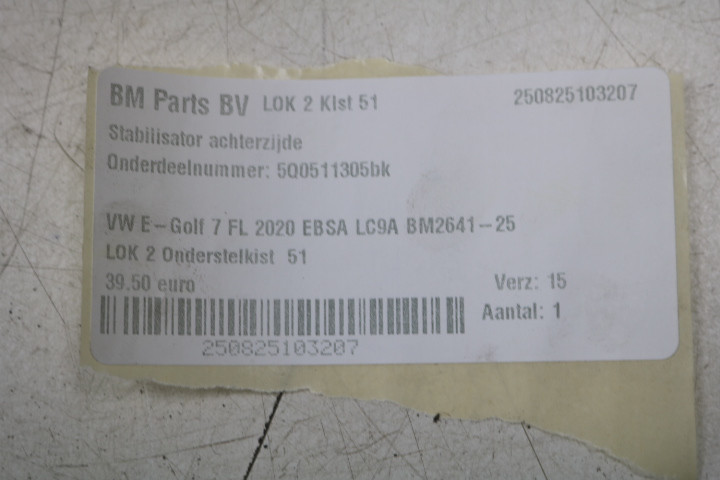 BM Parts BV LOK 2 Kist 51 250825103207
Stabilisator achterzijde
Onderdeelnummer: 5Q0511305bk
VW E-Golf 7 FL 2020 EBSA LC9A BM2641-25
LOK 2 Onderstelkist 51
39.50 euro Verz: 15
Aantal: 1
250825103207